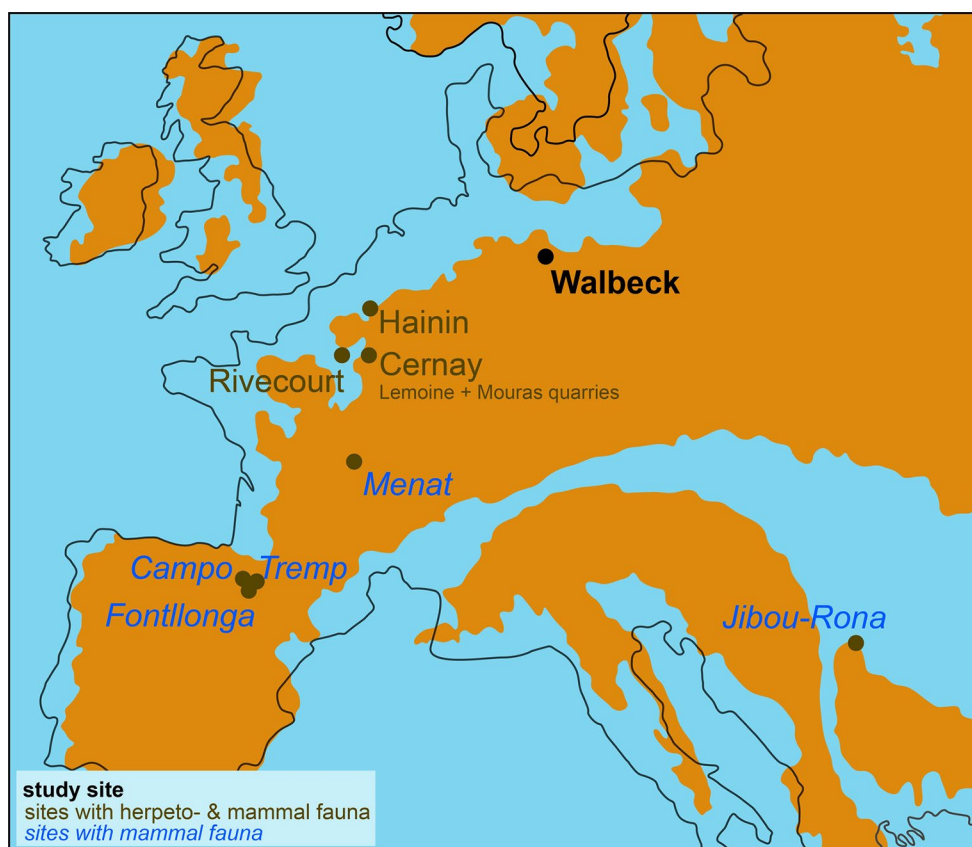 Walbeck
Hainin
Cernay
Rivecourt
Lemoine + Mouras quarries
Menat
Campo
Tremp
Fontllonga
Jibou-Rona
study site
sites with herpeto- & mammal fauna
sites with mammal fauna